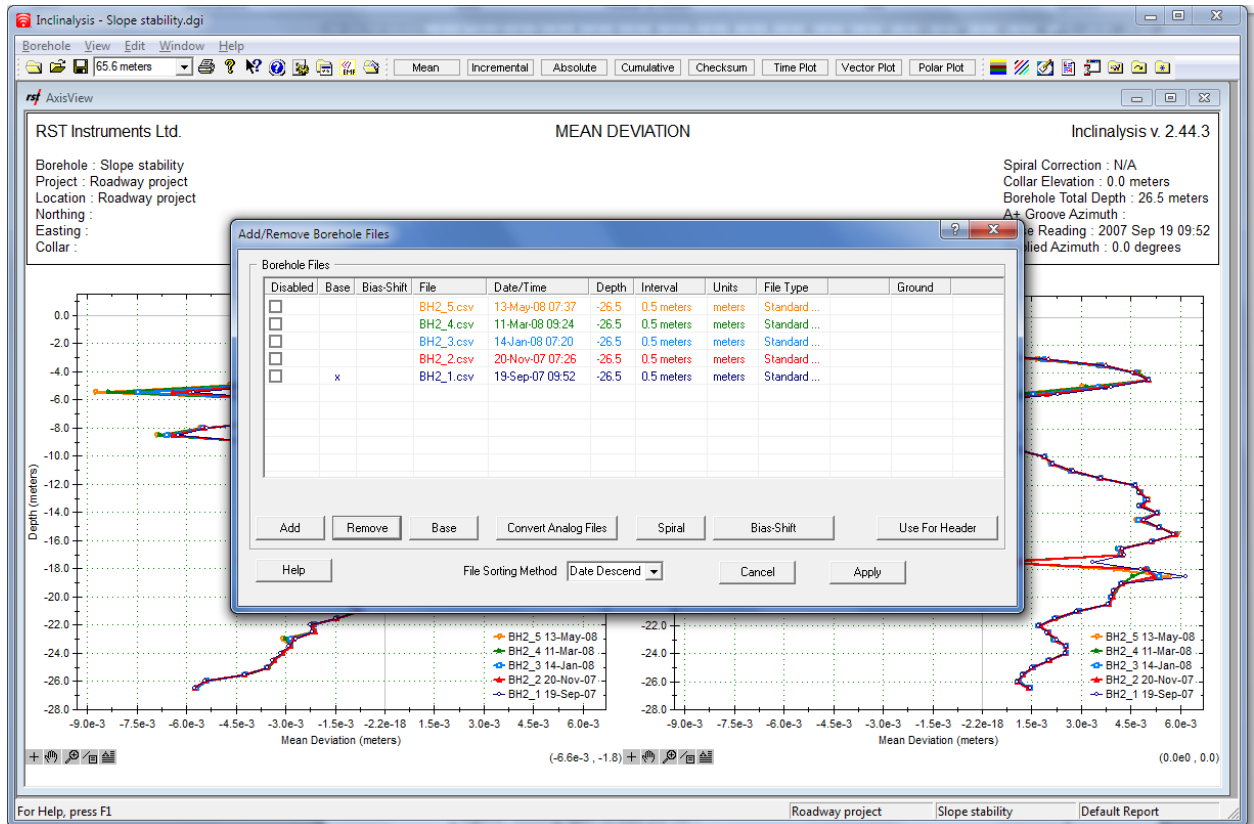 Inclinalysis - Slope stability.dgi
Borehole View Edit Window Help
65.6 meters Mean Incremental Absolute Cumulative Checksum Time Plot Vector Plot Polar Plot
rst AxisView
RST Instruments Ltd. MEAN DEVIATION Inclinalysis v. 2.44.3
Borehole : Slope stability
Project : Roadway project
Location : Roadway project
Northing :
Easting :
Collar :
Spiral Correction : N/A
Collar Elevation : 0.0 meters
Borehole Total Depth : 26.5 meters
A+ Groove Azimuth :
se Reading : 2007 Sep 19 09:52
lied Azimuth : 0.0 degrees
Add/Remove Borehole Files
Borehole Files
Disabled Base Bias-Shift File Date/Time Depth Interval Units File Type Ground
BH2_5.csv 13-May-08 07:37 -26.5 0.5 meters meters Standard ...
BH2_4.csv 11-Mar-08 09:24 -26.5 0.5 meters meters Standard ...
BH2_3.csv 14-Jan-08 07:20 -26.5 0.5 meters meters Standard ...
BH2_2.csv 20-Nov-07 07:26 -26.5 0.5 meters meters Standard ...
x BH2_1.csv 19-Sep-07 09:52 -26.5 0.5 meters meters Standard ...
Add Remove Base Convert Analog Files Spiral Bias-Shift Use For Header
Help File Sorting Method Date Descend Cancel Apply
0.0
-2.0
-4.0
-6.0
-8.0
-10.0
-12.0
-14.0
-16.0
-18.0
-20.0
-22.0
-24.0
-26.0
-28.0
Depth (meters)
BH2_5 13-May-08
BH2_4 11-Mar-08
BH2_3 14-Jan-08
BH2_2 20-Nov-07
BH2_1 19-Sep-07
-9.0e-3 -7.5e-3 -6.0e-3 -4.5e-3 -3.0e-3 -1.5e-3 -2.2e-18 1.5e-3 3.0e-3 4.5e-3 6.0e-3
Mean Deviation (meters)
(-6.6e-3 , -1.8)
-22.0
-24.0
-26.0
-28.0
BH2_5 13-May-08
BH2_4 11-Mar-08
BH2_3 14-Jan-08
BH2_2 20-Nov-07
BH2_1 19-Sep-07
-9.0e-3 -7.5e-3 -6.0e-3 -4.5e-3 -3.0e-3 -1.5e-3 -2.2e-18 1.5e-3 3.0e-3 4.5e-3 6.0e-3
Mean Deviation (meters)
(0.0e0 , 0.0)
For Help, press F1 Roadway project Slope stability Default Report